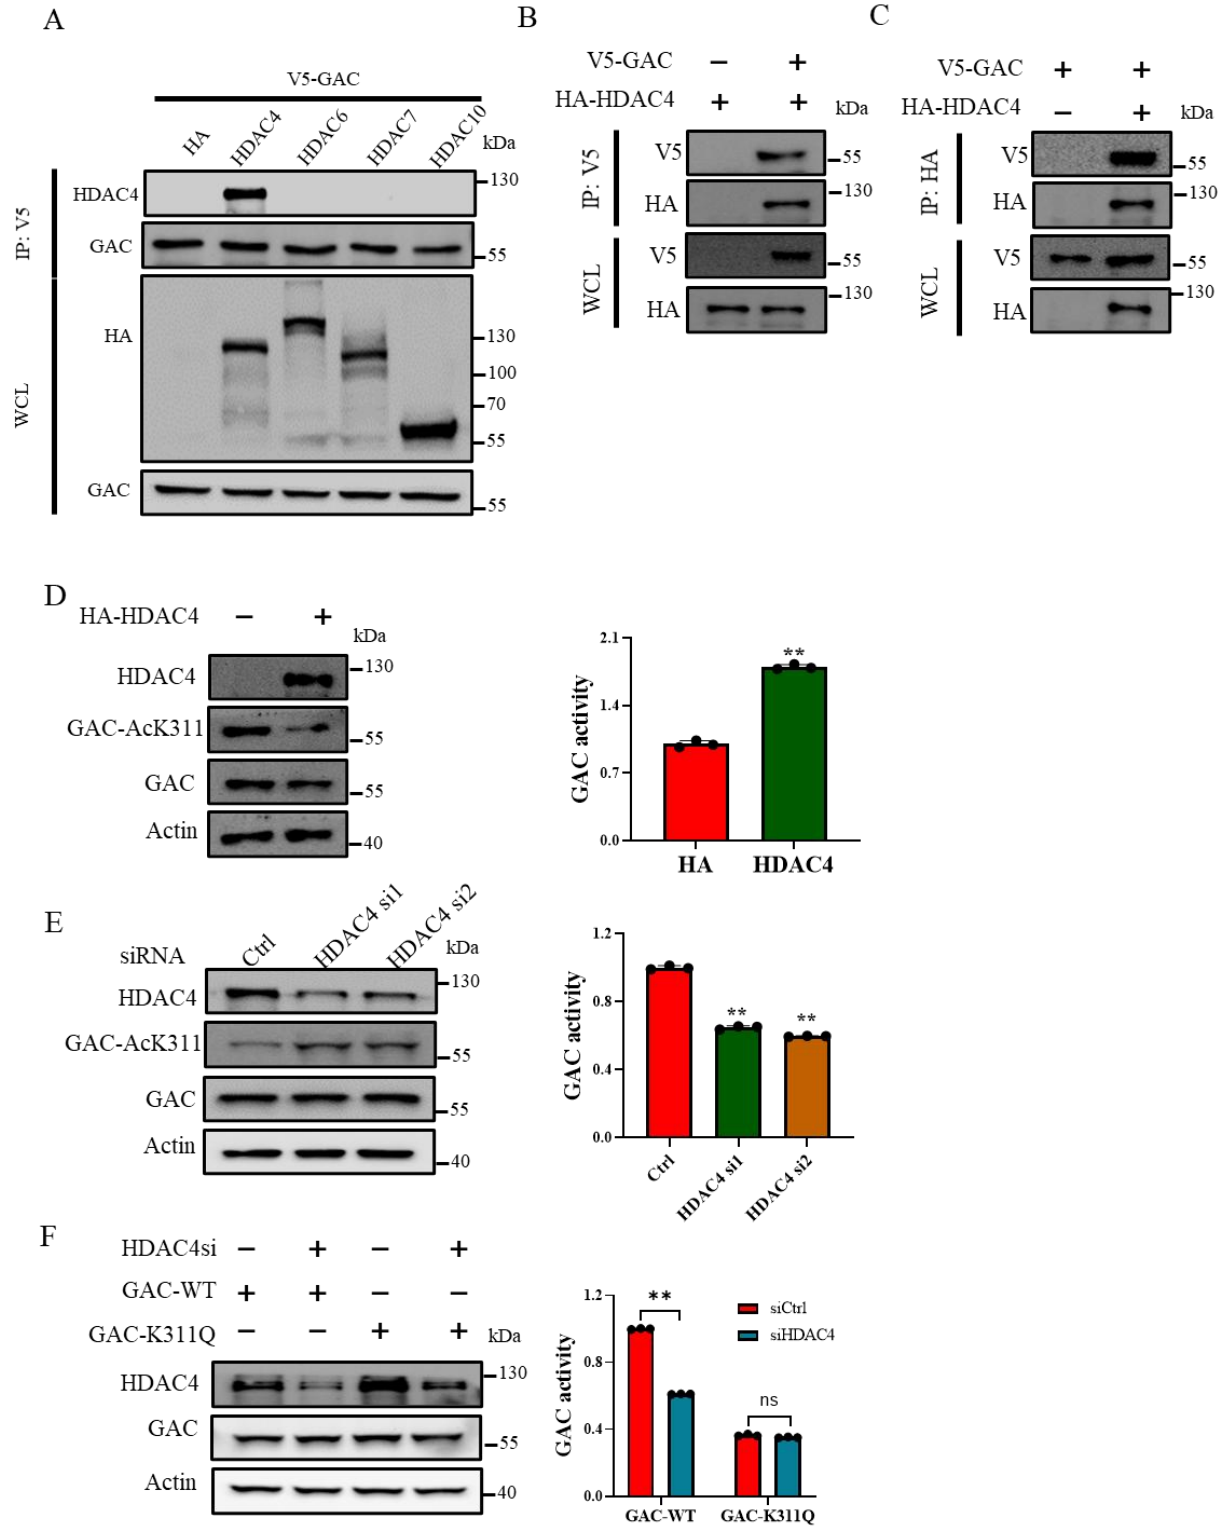 A
V5-GAC
HA HDAC4 HDAC6 HDAC7 HDAC10 kDa
IP: V5
HDAC4 130
GAC 55
WCL
HA
130
100
70
55
GAC
55
B
V5-GAC − +
HA-HDAC4 + + kDa
IP: V5
V5 55
HA 130
WCL
V5 55
HA 130
C
V5-GAC + +
HA-HDAC4 − + kDa
IP: HA
V5 55
HA 130
WCL
V5 55
HA 130
D
HA-HDAC4 − +
kDa
HDAC4 130
GAC-AcK311 55
GAC 55
Actin 40
GAC activity
2.1
1.4
0.7
0.0
**
HA HDAC4
E
siRNA Ctrl HDAC4 si1 HDAC4 si2 kDa
HDAC4 130
GAC-AcK311 55
GAC 55
Actin 40
GAC activity
1.2
0.8
0.4
0.0
** **
Ctrl HDAC4 si1 HDAC4 si2
F
HDAC4si − + − +
GAC-WT + + − −
GAC-K311Q − − + + kDa
HDAC4 130
GAC 55
Actin 40
GAC activity
1.2
0.8
0.4
0.0
**
ns
siCtrl
siHDAC4
GAC-WT GAC-K311Q